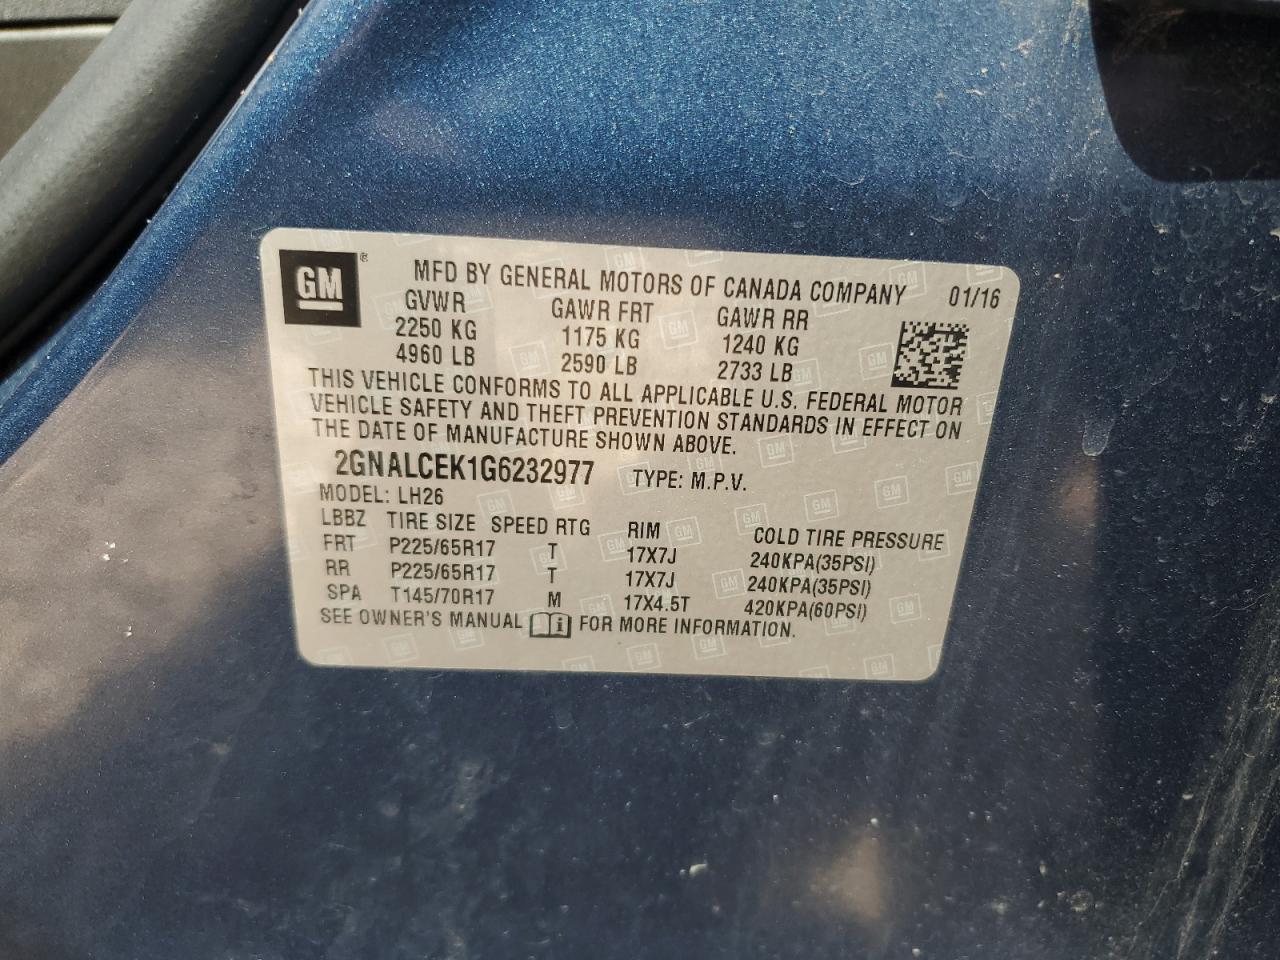 GM®
MFD BY GENERAL MOTORS OF CANADA COMPANY 01/16
GVWR GAWR FRT GAWR RR
2250 KG 1175 KG 1240 KG
4960 LB 2590 LB 2733 LB
THIS VEHICLE CONFORMS TO ALL APPLICABLE U.S. FEDERAL MOTOR
VEHICLE SAFETY AND THEFT PREVENTION STANDARDS IN EFFECT ON
THE DATE OF MANUFACTURE SHOWN ABOVE.
2GNALCEK1G6232977 TYPE: M.P.V.
MODEL: LH26
LBBZ TIRE SIZE SPEED RTG RIM COLD TIRE PRESSURE
FRT P225/65R17 T 17X7J 240KPA(35PSI)
RR P225/65R17 T 17X7J 240KPA(35PSI)
SPA T145/70R17 M 17X4.5T 420KPA(60PSI)
SEE OWNER'S MANUAL i FOR MORE INFORMATION.